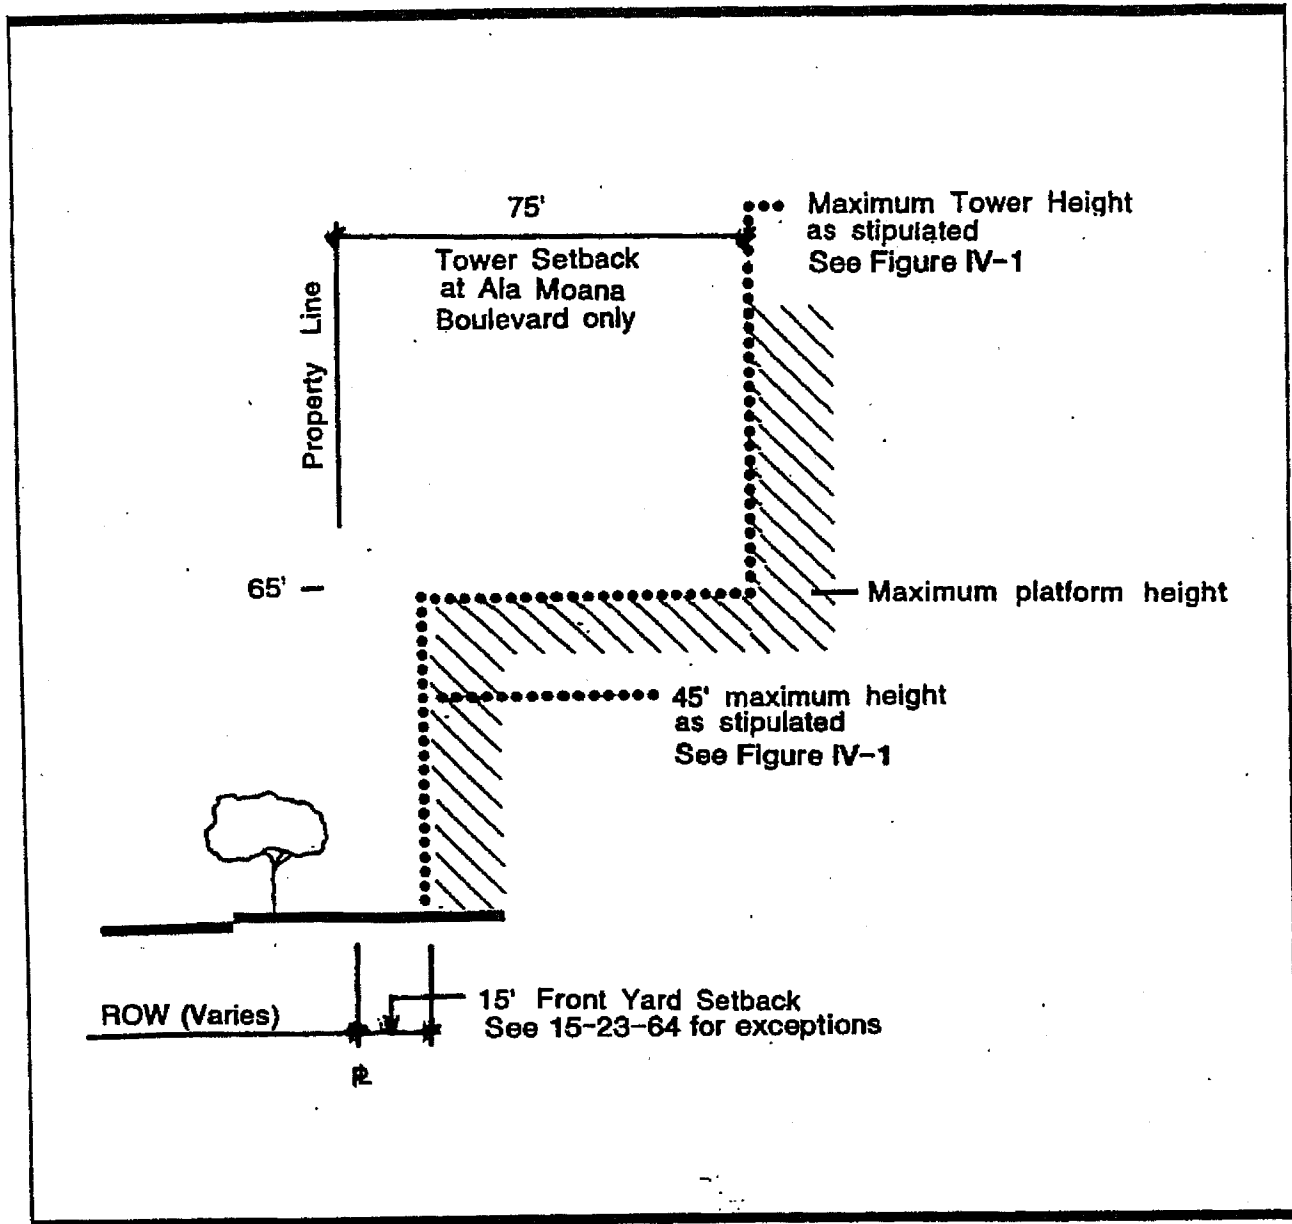 75'
Maximum Tower Height
as stipulated
See Figure IV-1
Tower Setback
at Ala Moana
Boulevard only
Property Line
65'
Maximum platform height
45' maximum height
as stipulated
See Figure IV-1
15' Front Yard Setback
See 15-23-64 for exceptions
ROW (Varies)
PL